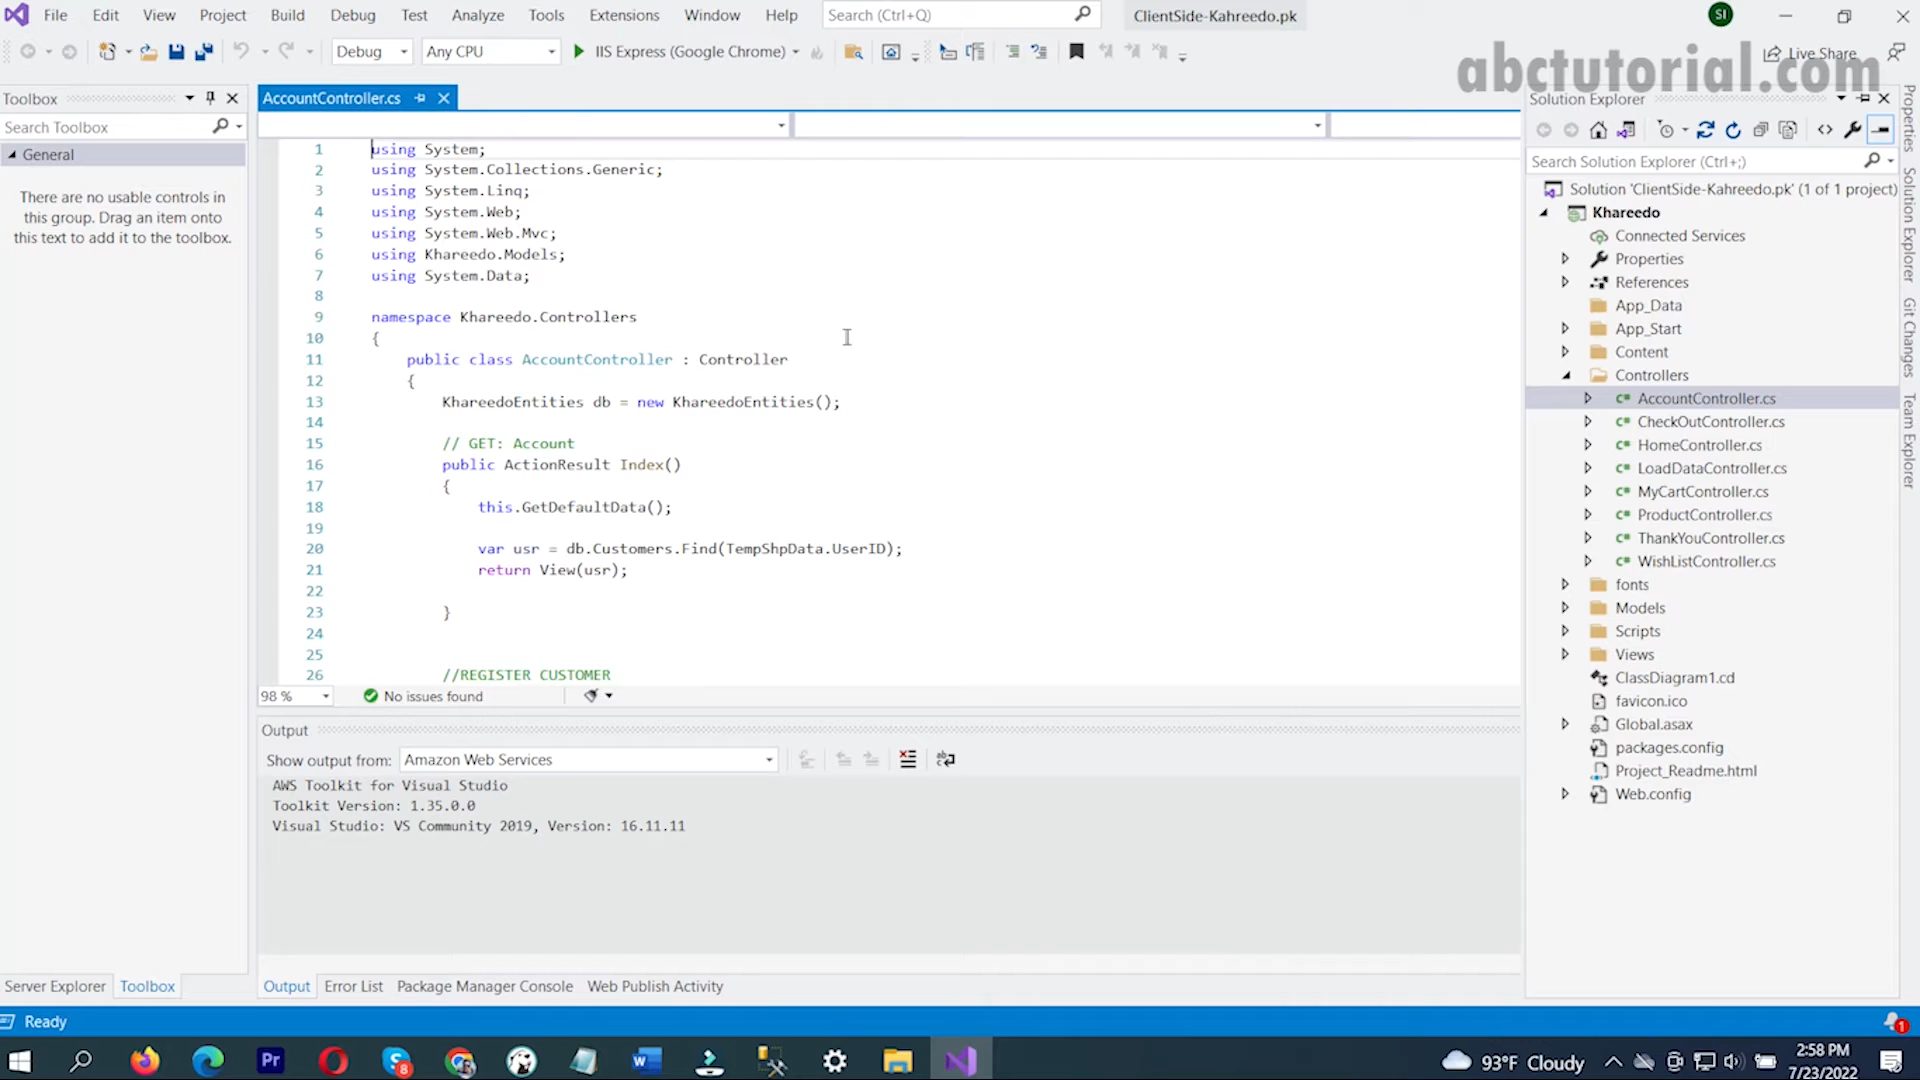 File Edit View Project Build Debug Test Analyze Tools Extensions Window Help Search (Ctrl+Q) ClientSide-Kahreedo.pk SI
Debug Any CPU IIS Express (Google Chrome) Live Share
abctutorial.com
Toolbox
Search Toolbox
General
There are no usable controls in
this group. Drag an item onto
this text to add it to the toolbox.
Server Explorer Toolbox
AccountController.cs
1 using System;
2 using System.Collections.Generic;
3 using System.Linq;
4 using System.Web;
5 using System.Web.Mvc;
6 using Khareedo.Models;
7 using System.Data;
8
9 namespace Khareedo.Controllers
10 {
11 public class AccountController : Controller
12 {
13 KhareedoEntities db = new KhareedoEntities();
14
15 // GET: Account
16 public ActionResult Index()
17 {
18 this.GetDefaultData();
19
20 var usr = db.Customers.Find(TempShpData.UserID);
21 return View(usr);
22
23 }
24
25
26 //REGISTER CUSTOMER
98 % No issues found
Output
Show output from: Amazon Web Services
AWS Toolkit for Visual Studio
Toolkit Version: 1.35.0.0
Visual Studio: VS Community 2019, Version: 16.11.11
Output Error List Package Manager Console Web Publish Activity
Solution Explorer
Search Solution Explorer (Ctrl+;)
Solution 'ClientSide-Kahreedo.pk' (1 of 1 project)
Khareedo
Connected Services
Properties
References
App_Data
App_Start
Content
Controllers
C# AccountController.cs
C# CheckOutController.cs
C# HomeController.cs
C# LoadDataController.cs
C# MyCartController.cs
C# ProductController.cs
C# ThankYouController.cs
C# WishListController.cs
fonts
Models
Scripts
Views
ClassDiagram1.cd
favicon.ico
Global.asax
packages.config
Project_Readme.html
Web.config
Properties
Solution Explorer
Git Changes
Team Explorer
Ready 1
Pr 8 93°F Cloudy 2:58 PM
7/23/2022